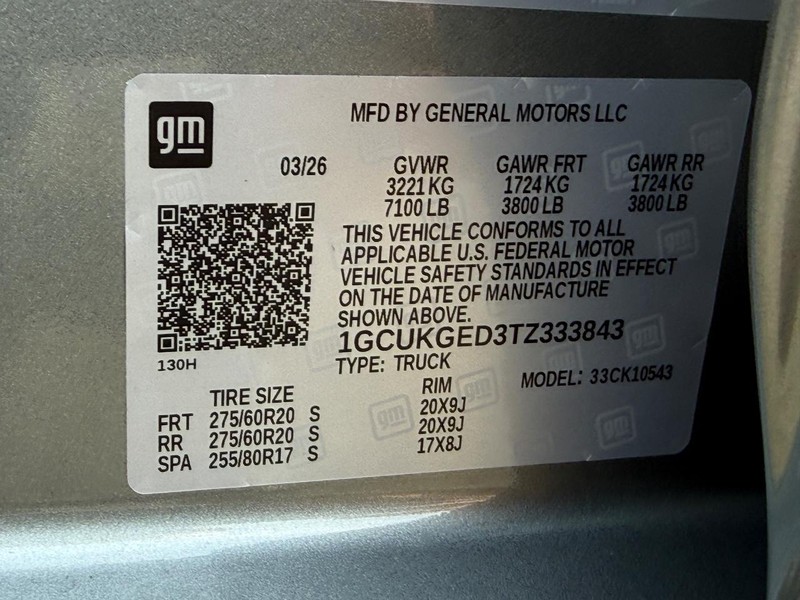 gm
MFD BY GENERAL MOTORS LLC
03/26 GVWR GAWR FRT GAWR RR
3221 KG 1724 KG 1724 KG
7100 LB 3800 LB 3800 LB
THIS VEHICLE CONFORMS TO ALL
APPLICABLE U.S. FEDERAL MOTOR
VEHICLE SAFETY STANDARDS IN EFFECT
ON THE DATE OF MANUFACTURE
SHOWN ABOVE.
1GCUKGED3TZ333843
130H
TYPE: TRUCK
MODEL: 33CK10543
TIRE SIZE RIM
FRT 275/60R20 S 20X9J
RR 275/60R20 S 20X9J
SPA 255/80R17 S 17X8J